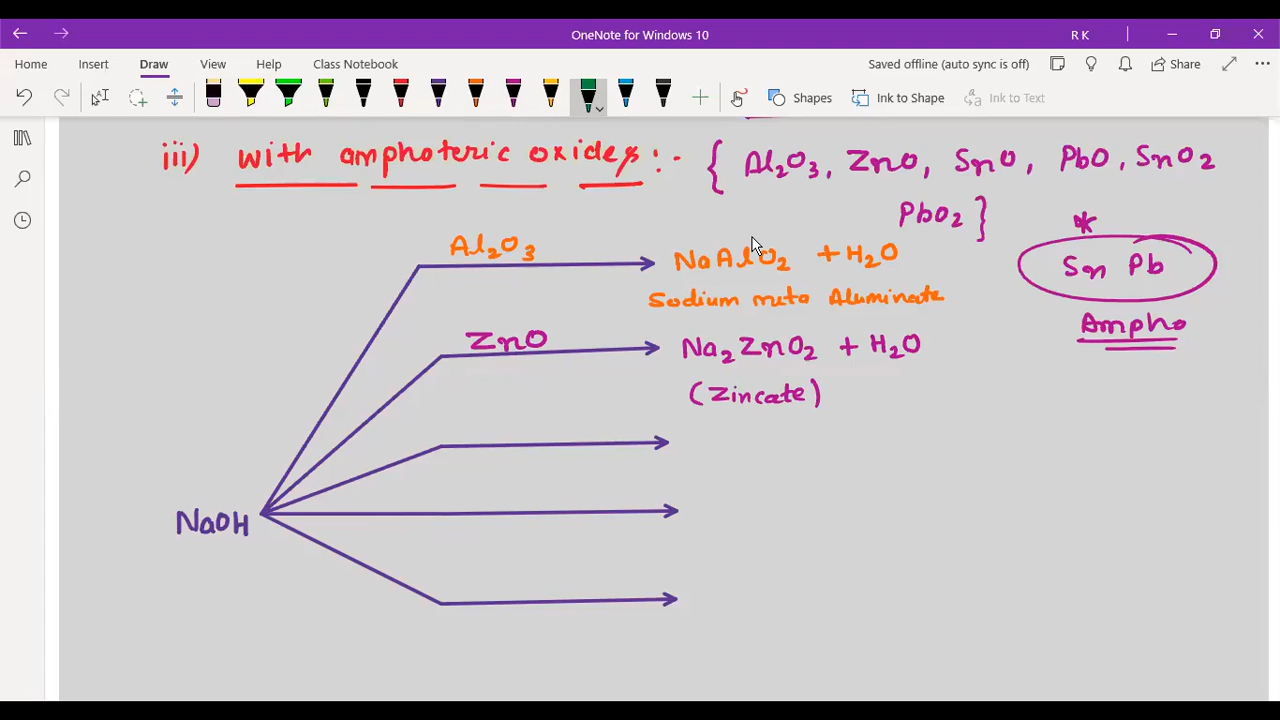 OneNote for Windows 10
R K
Home Insert Draw View Help Class Notebook
Saved offline (auto sync is off) Share
Shapes Ink to Shape Ink to Text
iii) with amphoteric oxides :- { Al2O3, ZnO, SnO, PbO, SnO2
PbO2 }
*
Sn Pb
Ampho
Al2O3 NaAlO2 + H2O
Sodium meta Aluminate
ZnO Na2ZnO2 + H2O
(Zincate)
NaOH